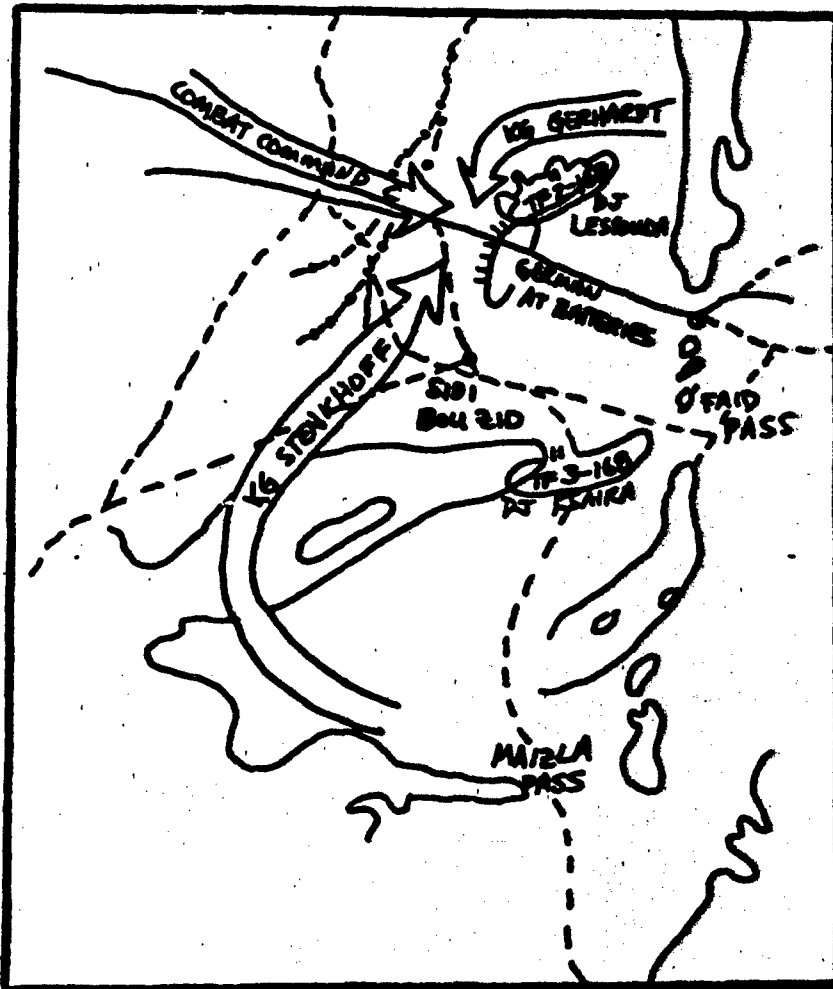 COMBAT COMMAND
KG GERHARDT
TF 2-168
DJ
LESSOUDA
GERMAN
AT BATTERIES
KG STENKHOFF
SIDI
BOU ZID
FAID
PASS
TF 3-168
DJ KSAIRA
MAIZLA
PASS